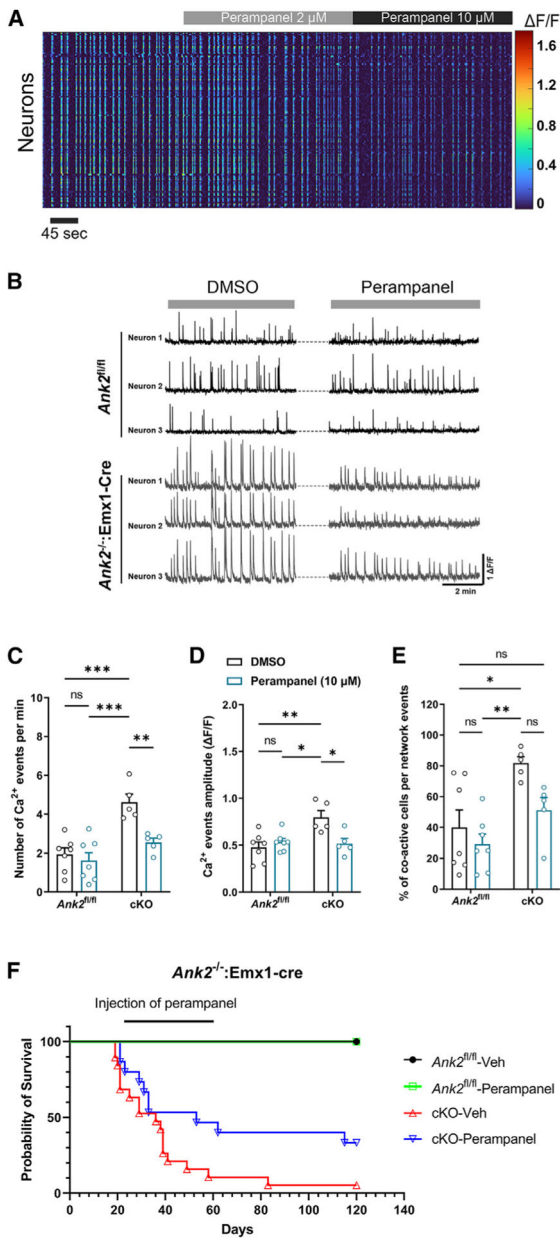 A
Perampanel 2 μM
Perampanel 10 μM
ΔF/F
Neurons
1.6
1.2
0.8
0.4
0
45 sec
B
DMSO
Perampanel
Ank2fl/fl
Neuron 1
Neuron 2
Neuron 3
Ank2-/-:Emx1-Cre
Neuron 1
Neuron 2
Neuron 3
1 ΔF/F
2 min
C
Number of Ca2+ events per min
10
8
6
4
2
0
***
ns
***
**
Ank2fl/fl
cKO
D
DMSO
Perampanel (10 μM)
Ca2+ events amplitude (ΔF/F)
2.0
1.5
1.0
0.5
0.0
**
ns
*
*
Ank2fl/fl
cKO
E
% of co-active cells per network events
120
100
80
60
40
20
0
ns
*
**
ns
ns
Ank2fl/fl
cKO
F
Ank2-/-:Emx1-cre
Injection of perampanel
Probability of Survival
100
50
0
0 20 40 60 80 100 120 140
Days
Ank2fl/fl-Veh
Ank2fl/fl-Perampanel
cKO-Veh
cKO-Perampanel